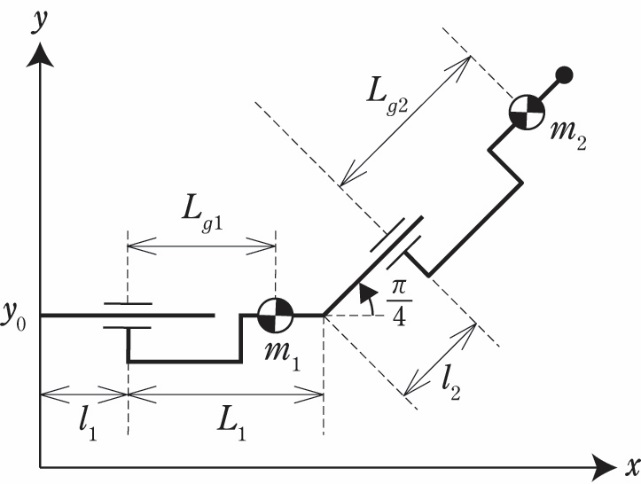 y
L_{g2}
m_2
L_{g1}
y_0
π/4
m_1
l_2
l_1
L_1
x